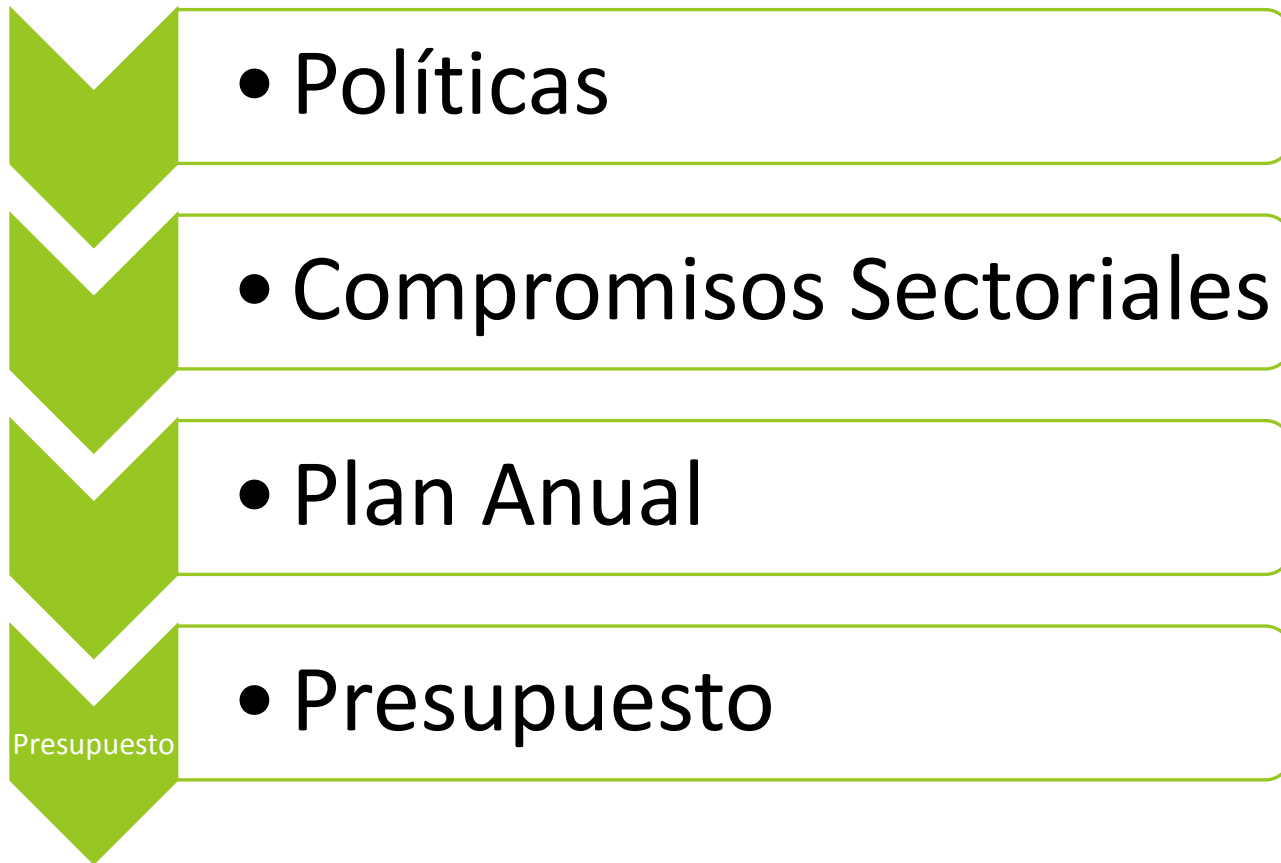 • Políticas
• Compromisos Sectoriales
• Plan Anual
• Presupuesto
Presupuesto